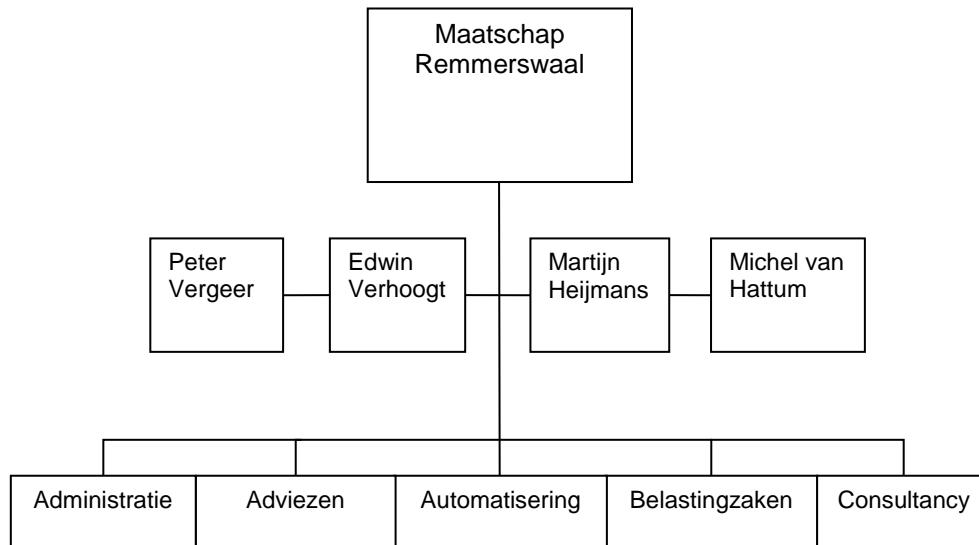 Maatschap
Remmerswaal
Peter
Vergeer
Edwin
Verhoogt
Martijn
Heijmans
Michel van
Hattum
Administratie
Adviezen
Automatisering
Belastingzaken
Consultancy